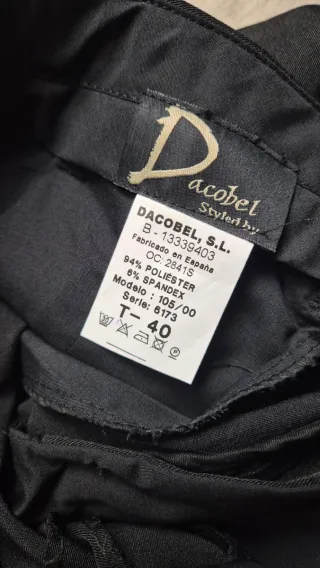 Dacobel
Styled by
DACOBEL, S.L.
B - 13339403
Fabricado en España
OC: 2841S
94% POLIÉSTER
6% SPANDEX
Modelo : 105/00
Serie: 6173
T- 40